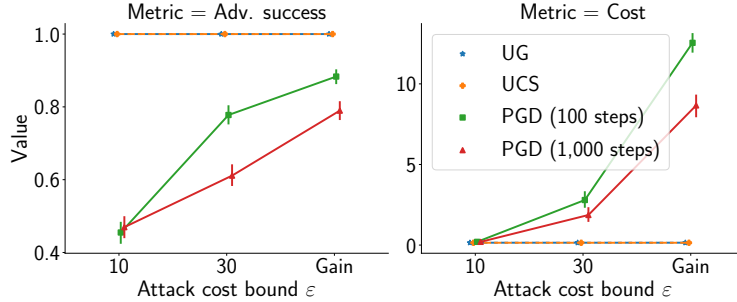 Metric = Adv. success
1.0
0.8
0.6
0.4
Value
10
30
Gain
Attack cost bound ε
Metric = Cost
UG
UCS
PGD (100 steps)
PGD (1,000 steps)
10
5
0
10
30
Gain
Attack cost bound ε